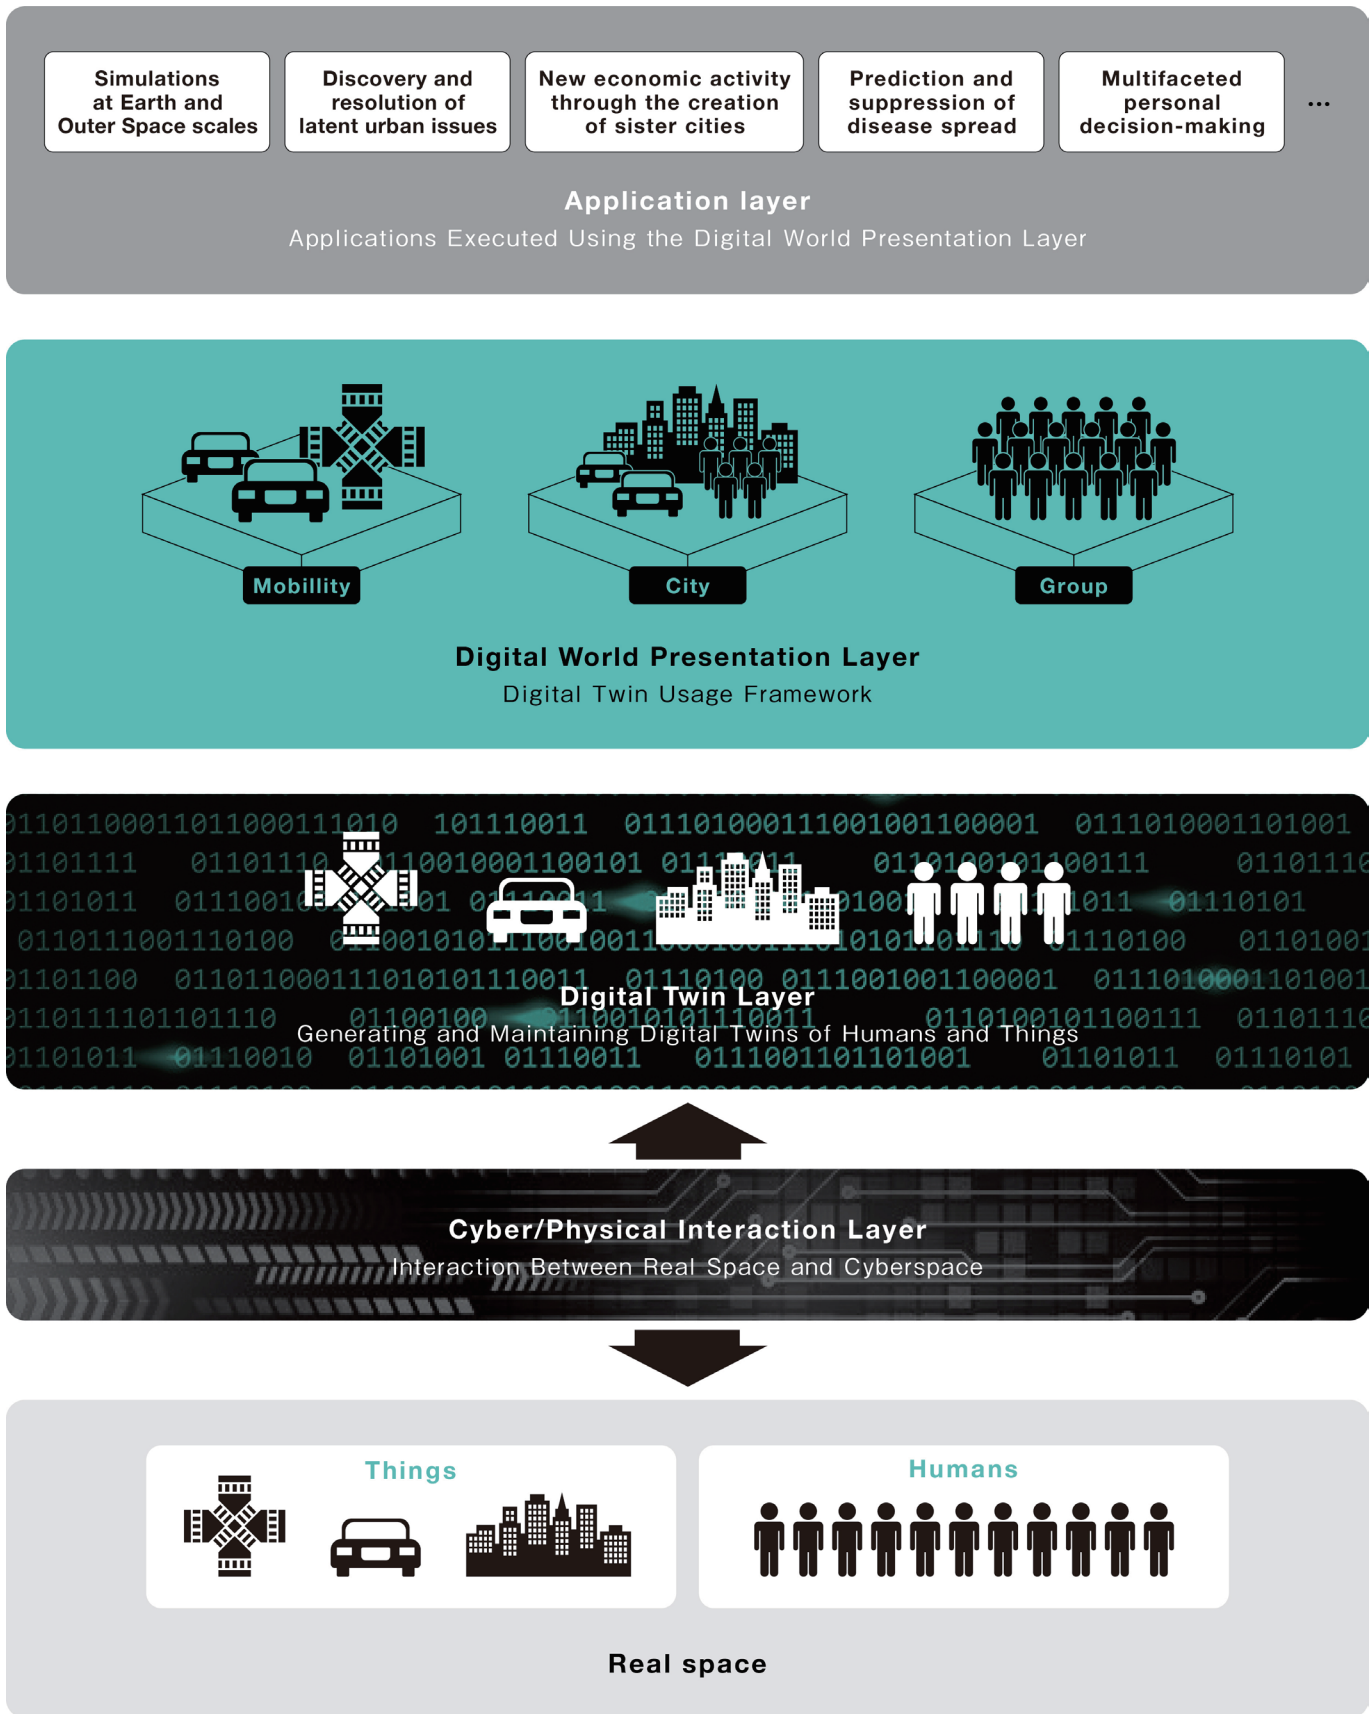 Simulations
at Earth and
Outer Space scales
Discovery and
resolution of
latent urban issues
New economic activity
through the creation
of sister cities
Prediction and
suppression of
disease spread
Multifaceted
personal
decision-making
...
Application layer
Applications Executed Using the Digital World Presentation Layer
Mobillity
City
Group
Digital World Presentation Layer
Digital Twin Usage Framework
Digital Twin Layer
Generating and Maintaining Digital Twins of Humans and Things
Cyber/Physical Interaction Layer
Interaction Between Real Space and Cyberspace
Things
Humans
Real space